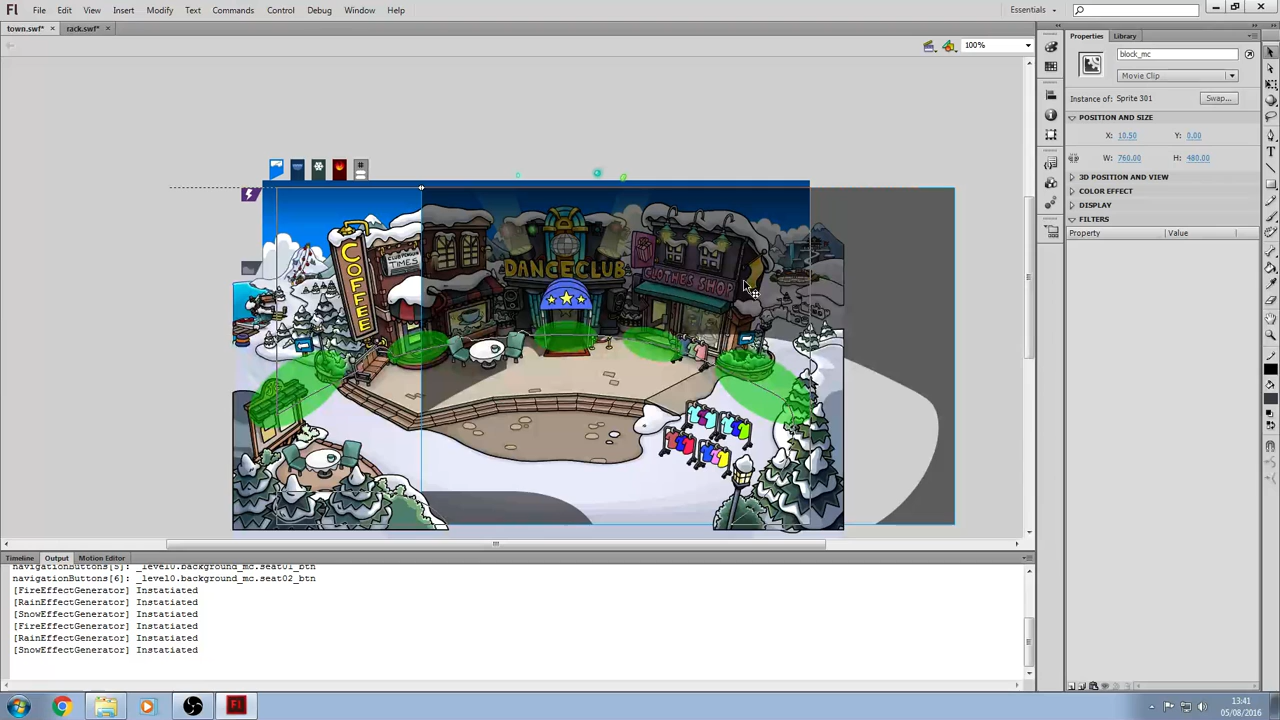 Fl File Edit View Insert Modify Text Commands Control Debug Window Help Essentials
town.swf* × rack.swf* ×
100%
Properties Library
block_mc
Movie Clip
Instance of: Sprite 301 Swap...
POSITION AND SIZE
X: 10.50 Y: 0.00
W: 760.00 H: 480.00
3D POSITION AND VIEW
COLOR EFFECT
DISPLAY
FILTERS
Property Value
COFFEE
CLUB PENGUIN
TIMES
DANCECLUB
CLOTHES SHOP
Timeline Output Motion Editor
navigationButtons[5]: _level0.background_mc.seat01_btn
navigationButtons[6]: _level0.background_mc.seat02_btn
[FireEffectGenerator] Instatiated
[RainEffectGenerator] Instatiated
[SnowEffectGenerator] Instatiated
[FireEffectGenerator] Instatiated
[RainEffectGenerator] Instatiated
[SnowEffectGenerator] Instatiated
Fl
13:41
05/08/2016